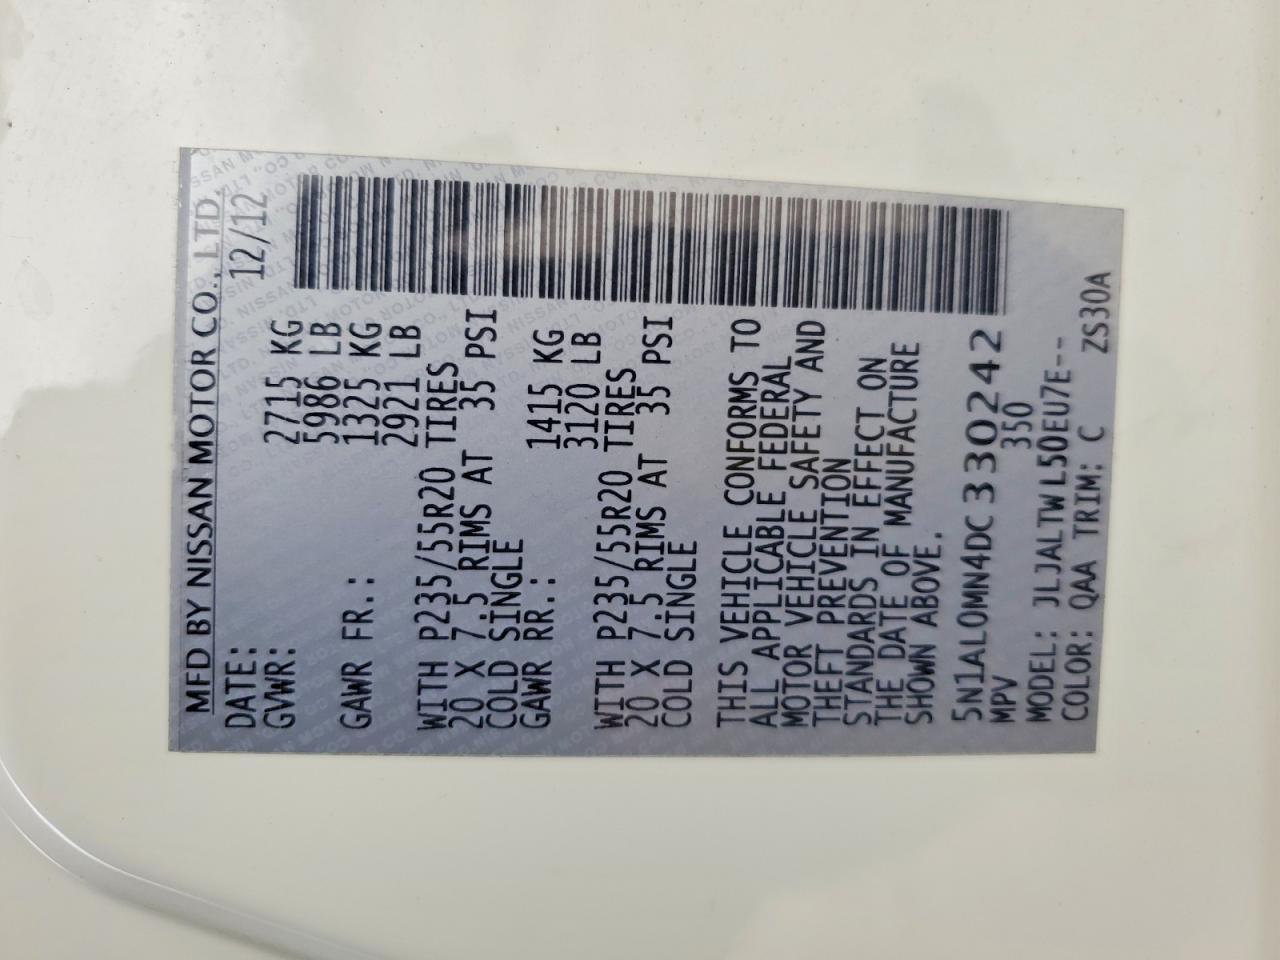 MFD BY NISSAN MOTOR CO., LTD.
DATE: 12/12
GVWR: 2715 KG
5986 LB
GAWR FR.: 1325 KG
2921 LB
WITH P235/55R20 TIRES
20 X 7.5 RIMS AT 35 PSI
COLD SINGLE
GAWR RR.: 1415 KG
3120 LB
WITH P235/55R20 TIRES
20 X 7.5 RIMS AT 35 PSI
COLD SINGLE
THIS VEHICLE CONFORMS TO
ALL APPLICABLE FEDERAL
MOTOR VEHICLE SAFETY AND
THEFT PREVENTION
STANDARDS IN EFFECT ON
THE DATE OF MANUFACTURE
SHOWN ABOVE.
5N1AL0MN4DC330242
MPV 350
MODEL: JLJALTWL50EU7E--
COLOR: QAA TRIM: C ZS30A